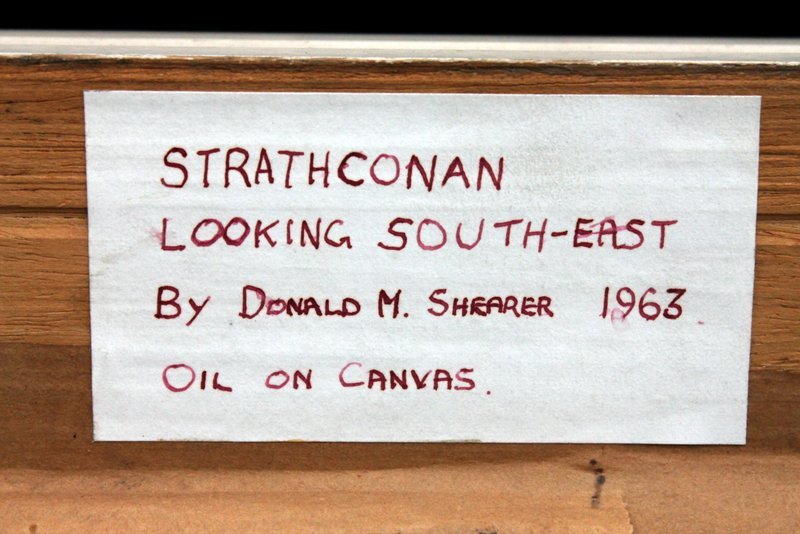 STRATHCONAN
LOOKING SOUTH-EAST
BY DONALD M. SHEARER 1963.
OIL ON CANVAS.